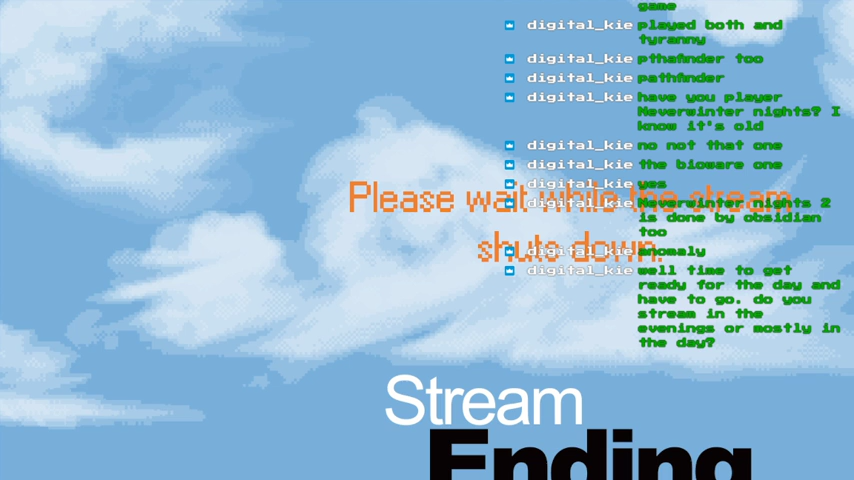 game
digital_kie played both and
tyranny
digital_kie pthafinder too
digital_kie pathfinder
digital_kie have you player
Neverwinter nights? I
know it's old
digital_kie no not that one
digital_kie the bioware one
digital_kie yes
Please wait while the stream
digital_kie Neverwinter nights 2
is done by obsidian
too
shuts down.
digital_kie anomaly
digital_kie well time to get
ready for the day and
have to go. do you
stream in the
evenings or mostly in
the day?
Stream
Ending